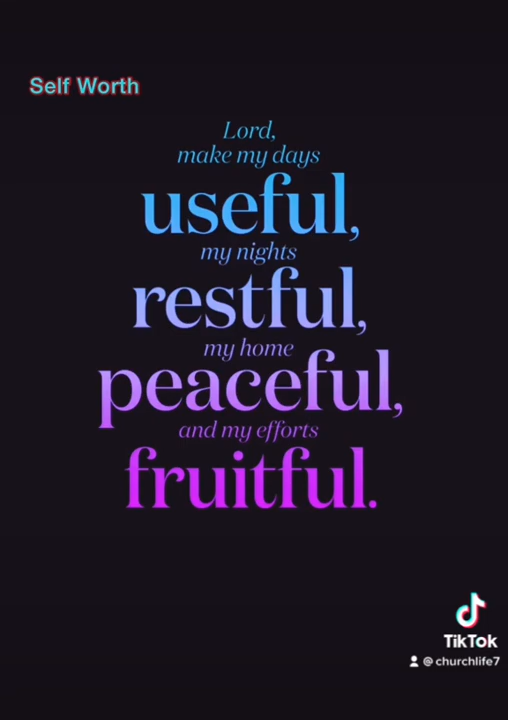 Self Worth
Lord,
make my days
useful,
my nights
restful,
my home
peaceful,
and my efforts
fruitful.
TikTok
@churchlife7